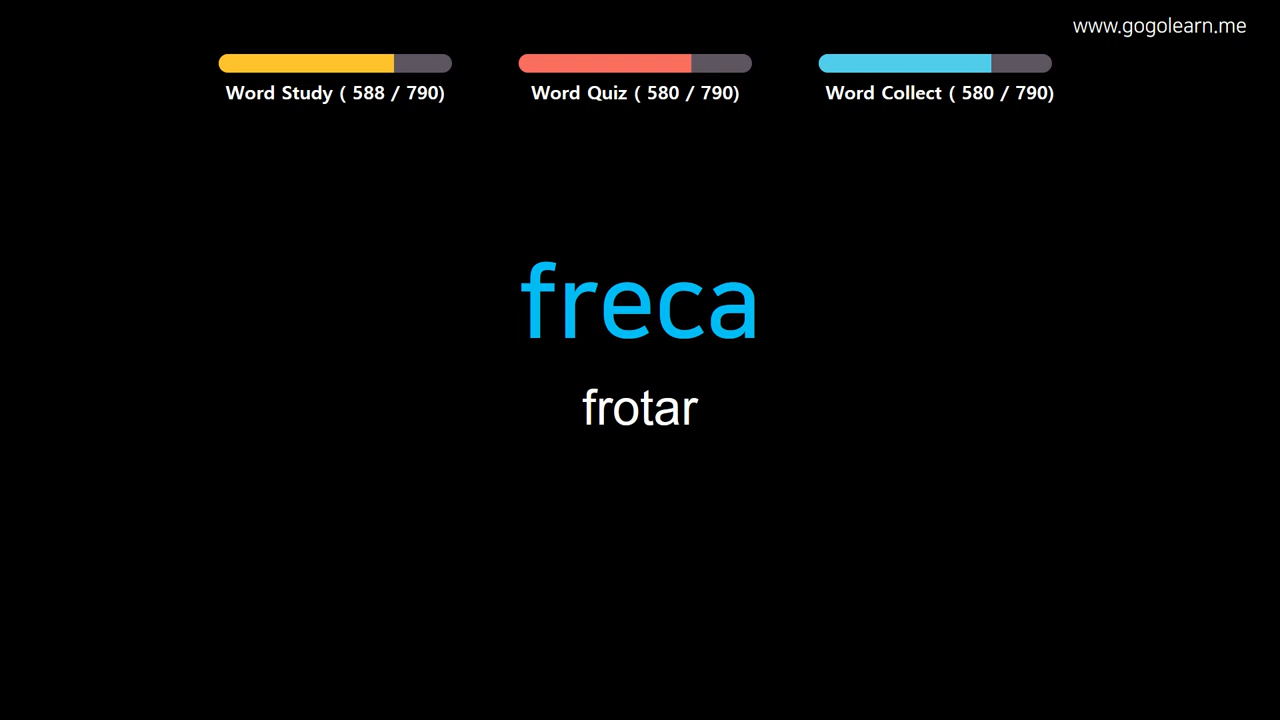 www.gogolearn.me
Word Study ( 588 / 790)
Word Quiz ( 580 / 790)
Word Collect ( 580 / 790)
freca
frotar